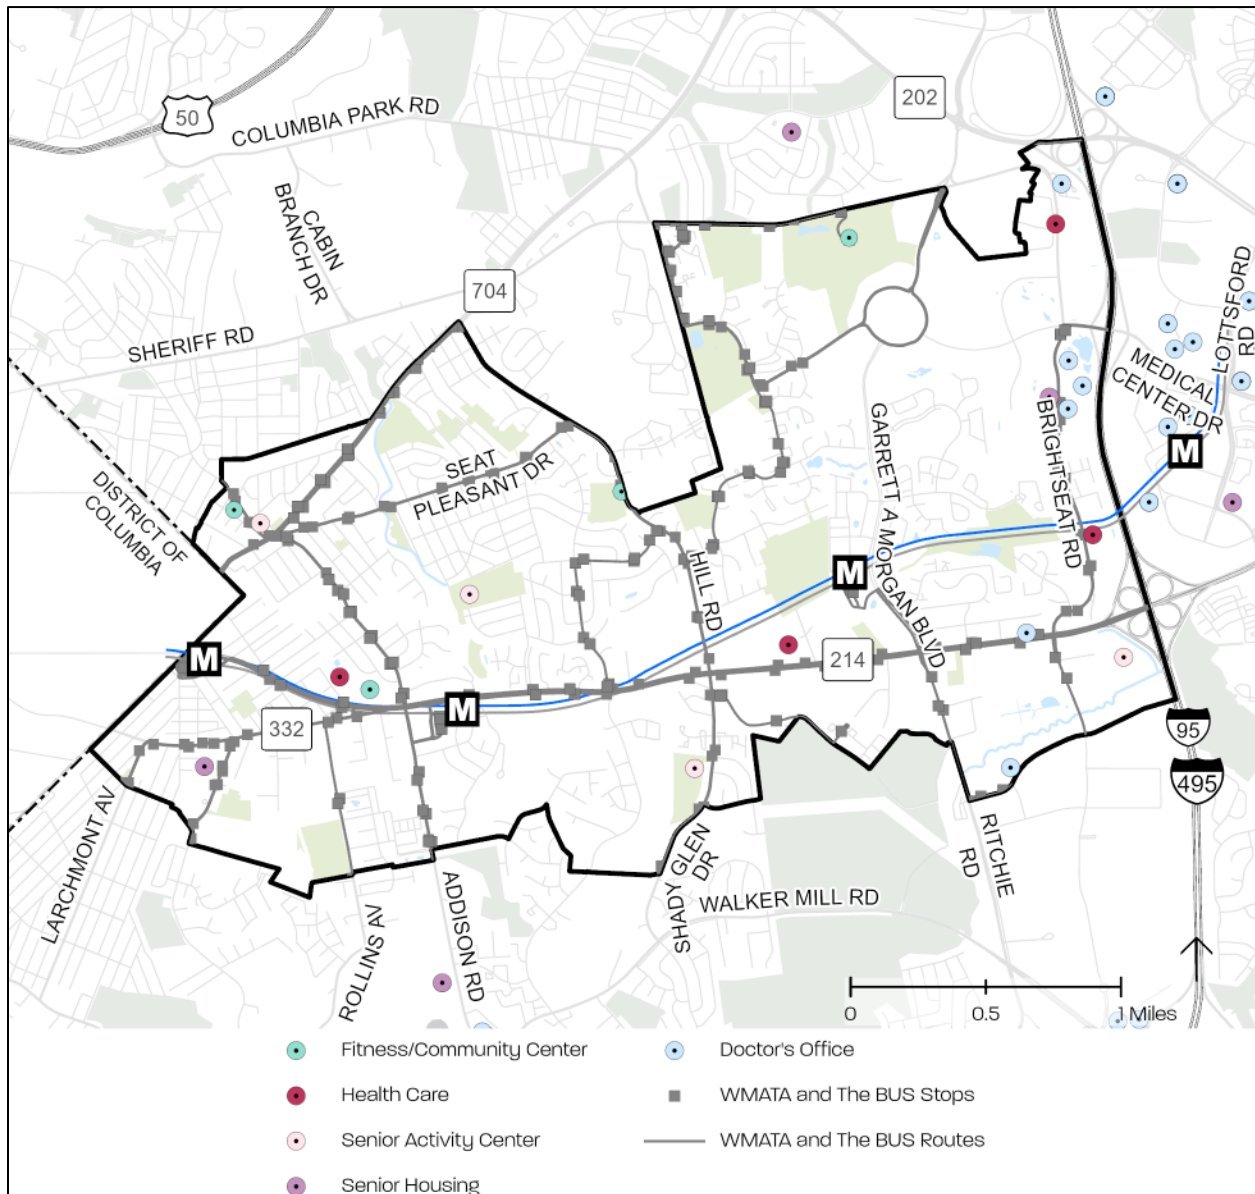 50
COLUMBIA PARK RD
202
CABIN
BRANCH DR
704
SHERIFF RD
LOTTSFORD
RD
MEDICAL
CENTER DR
SEAT
PLEASANT DR
GARRETT A MORGAN BLVD
BRIGHTSEAT RD
DISTRICT OF
COLUMBIA
HILL RD
M
M
M
M
214
332
95
495
LARCHMONT AV
ROLLINS AV
ADDISON RD
SHADY GLEN
DR
WALKER MILL RD
RITCHIE
RD
0 0.5 1 Miles
Fitness/Community Center
Doctor's Office
Health Care
WMATA and The BUS Stops
Senior Activity Center
WMATA and The BUS Routes
Senior Housing